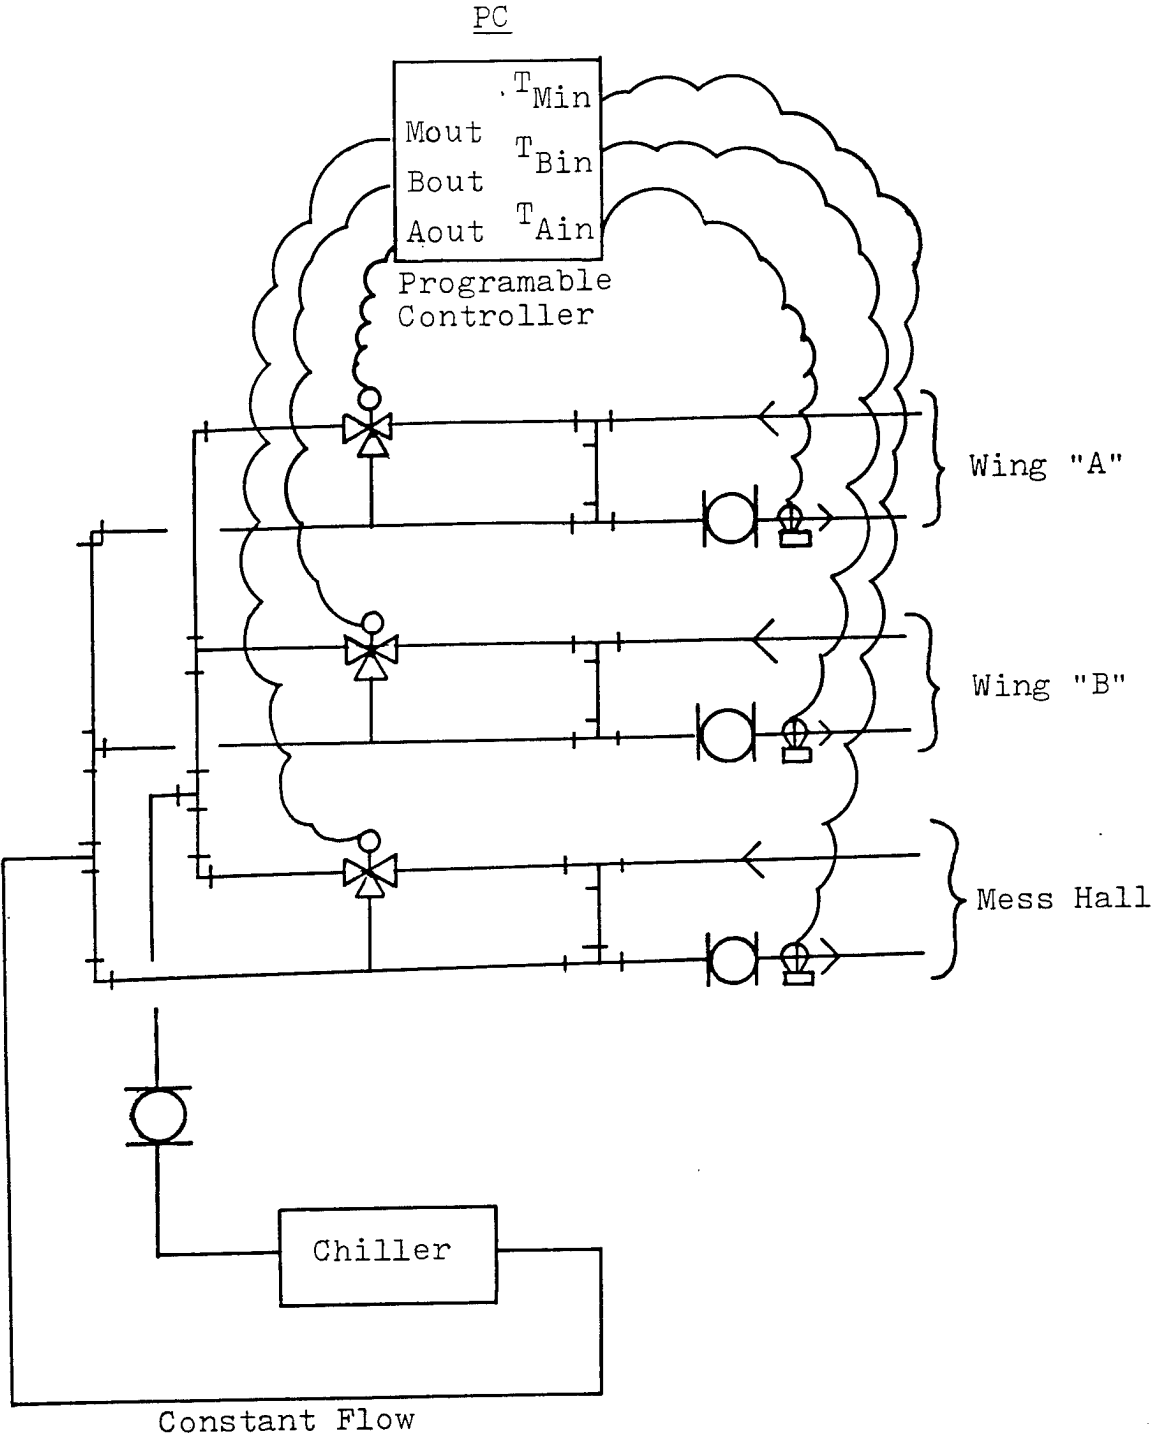 PC
TMin
Mout
TBin
Bout
TAin
Aout
Programable
Controller
Wing "A"
Wing "B"
Mess Hall
Chiller
Constant Flow